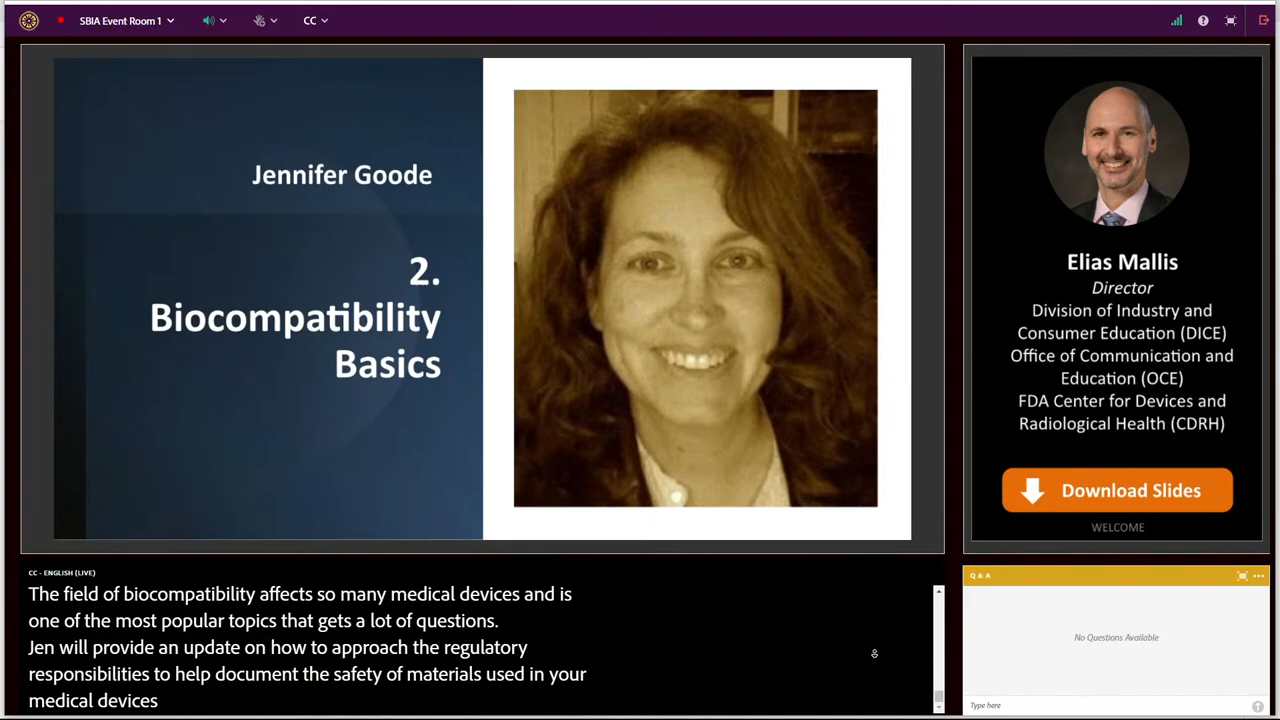 SBIA Event Room 1
CC
Jennifer Goode
2.
Biocompatibility
Basics
Elias Mallis
Director
Division of Industry and
Consumer Education (DICE)
Office of Communication and
Education (OCE)
FDA Center for Devices and
Radiological Health (CDRH)
Download Slides
WELCOME
CC - ENGLISH (LIVE)
The field of biocompatibility affects so many medical devices and is
one of the most popular topics that gets a lot of questions.
Jen will provide an update on how to approach the regulatory
responsibilities to help document the safety of materials used in your
medical devices
Q & A
No Questions Available
Type here